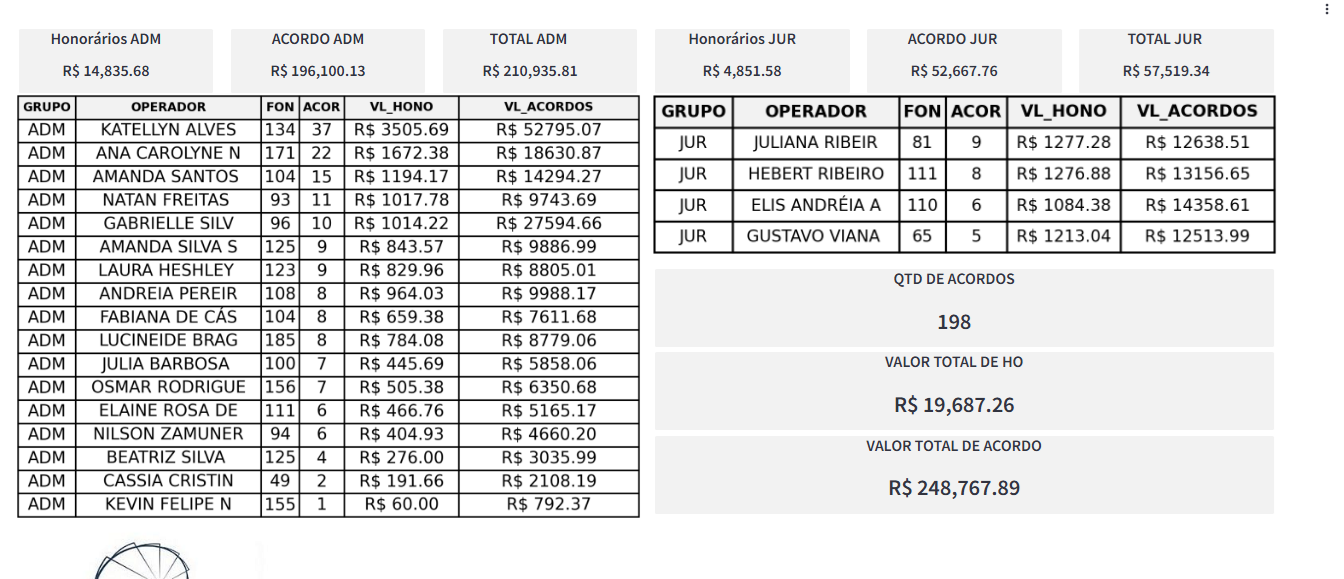 Honorários ADM
R$ 14,835.68
ACORDO ADM
R$ 196,100.13
TOTAL ADM
R$ 210,935.81
GRUPO OPERADOR FON ACOR VL_HONO VL_ACORDOS
ADM KATELLYN ALVES 134 37 R$ 3505.69 R$ 52795.07
ADM ANA CAROLYNE N 171 22 R$ 1672.38 R$ 18630.87
ADM AMANDA SANTOS 104 15 R$ 1194.17 R$ 14294.27
ADM NATAN FREITAS 93 11 R$ 1017.78 R$ 9743.69
ADM GABRIELLE SILV 96 10 R$ 1014.22 R$ 27594.66
ADM AMANDA SILVA S 125 9 R$ 843.57 R$ 9886.99
ADM LAURA HESHLEY 123 9 R$ 829.96 R$ 8805.01
ADM ANDREIA PEREIR 108 8 R$ 964.03 R$ 9988.17
ADM FABIANA DE CÁS 104 8 R$ 659.38 R$ 7611.68
ADM LUCINEIDE BRAG 185 8 R$ 784.08 R$ 8779.06
ADM JULIA BARBOSA 100 7 R$ 445.69 R$ 5858.06
ADM OSMAR RODRIGUE 156 7 R$ 505.38 R$ 6350.68
ADM ELAINE ROSA DE 111 6 R$ 466.76 R$ 5165.17
ADM NILSON ZAMUNER 94 6 R$ 404.93 R$ 4660.20
ADM BEATRIZ SILVA 125 4 R$ 276.00 R$ 3035.99
ADM CASSIA CRISTIN 49 2 R$ 191.66 R$ 2108.19
ADM KEVIN FELIPE N 155 1 R$ 60.00 R$ 792.37
Honorários JUR
R$ 4,851.58
ACORDO JUR
R$ 52,667.76
TOTAL JUR
R$ 57,519.34
GRUPO OPERADOR FON ACOR VL_HONO VL_ACORDOS
JUR JULIANA RIBEIR 81 9 R$ 1277.28 R$ 12638.51
JUR HEBERT RIBEIRO 111 8 R$ 1276.88 R$ 13156.65
JUR ELIS ANDRÉIA A 110 6 R$ 1084.38 R$ 14358.61
JUR GUSTAVO VIANA 65 5 R$ 1213.04 R$ 12513.99
QTD DE ACORDOS
198
VALOR TOTAL DE HO
R$ 19,687.26
VALOR TOTAL DE ACORDO
R$ 248,767.89